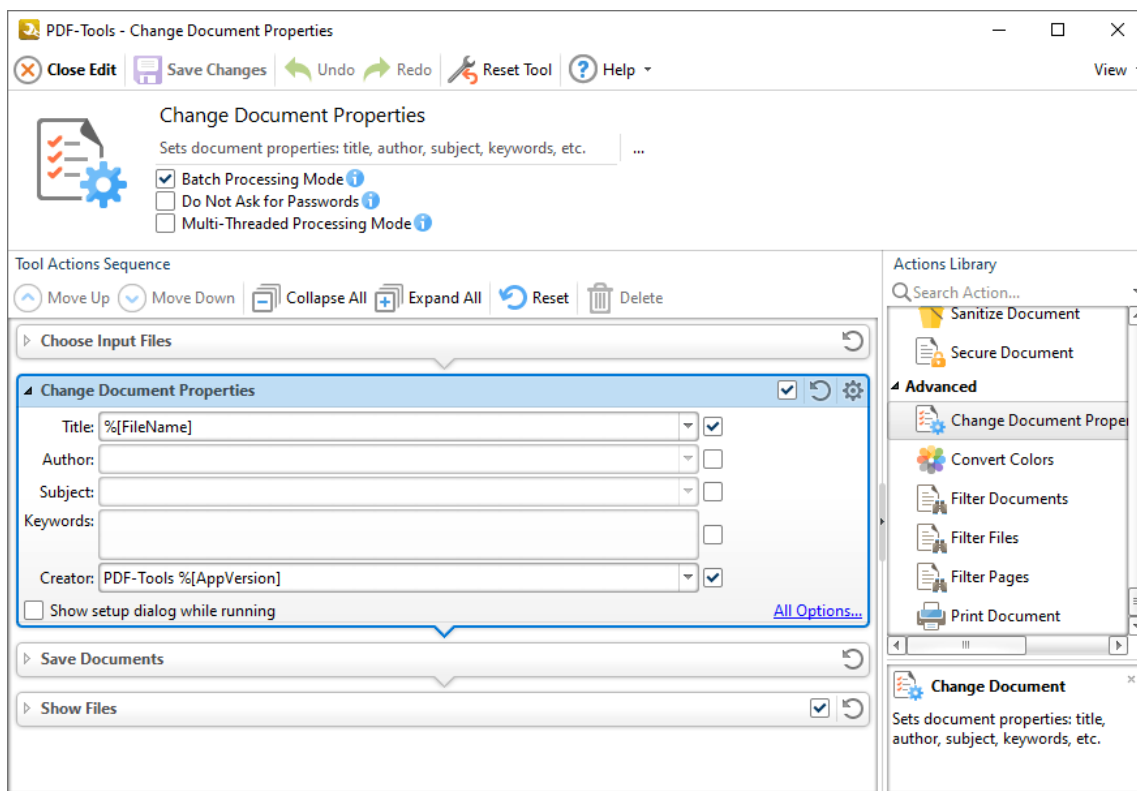 PDF-Tools - Change Document Properties
Close Edit Save Changes Undo Redo Reset Tool ? Help View
Change Document Properties
Sets document properties: title, author, subject, keywords, etc. ...
Batch Processing Mode i
Do Not Ask for Passwords i
Multi-Threaded Processing Mode i
Tool Actions Sequence
Move Up Move Down Collapse All Expand All Reset Delete
Choose Input Files
Change Document Properties
Title: %[FileName]
Author:
Subject:
Keywords:
Creator: PDF-Tools %[AppVersion]
Show setup dialog while running All Options...
Save Documents
Show Files
Actions Library
Search Action...
Sanitize Document
Secure Document
Advanced
Change Document Proper
Convert Colors
Filter Documents
Filter Files
Filter Pages
Print Document
Change Document
Sets document properties: title,
author, subject, keywords, etc.